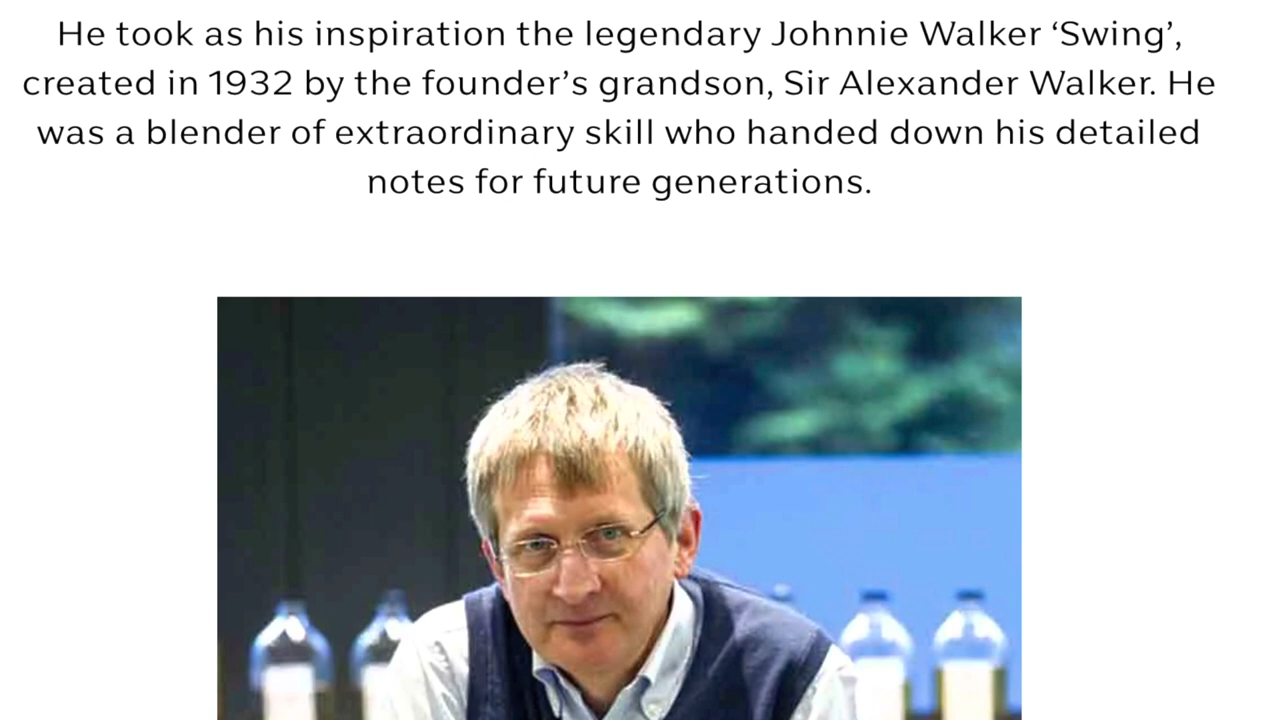 He took as his inspiration the legendary Johnnie Walker ‘Swing’,
created in 1932 by the founder’s grandson, Sir Alexander Walker. He
was a blender of extraordinary skill who handed down his detailed
notes for future generations.